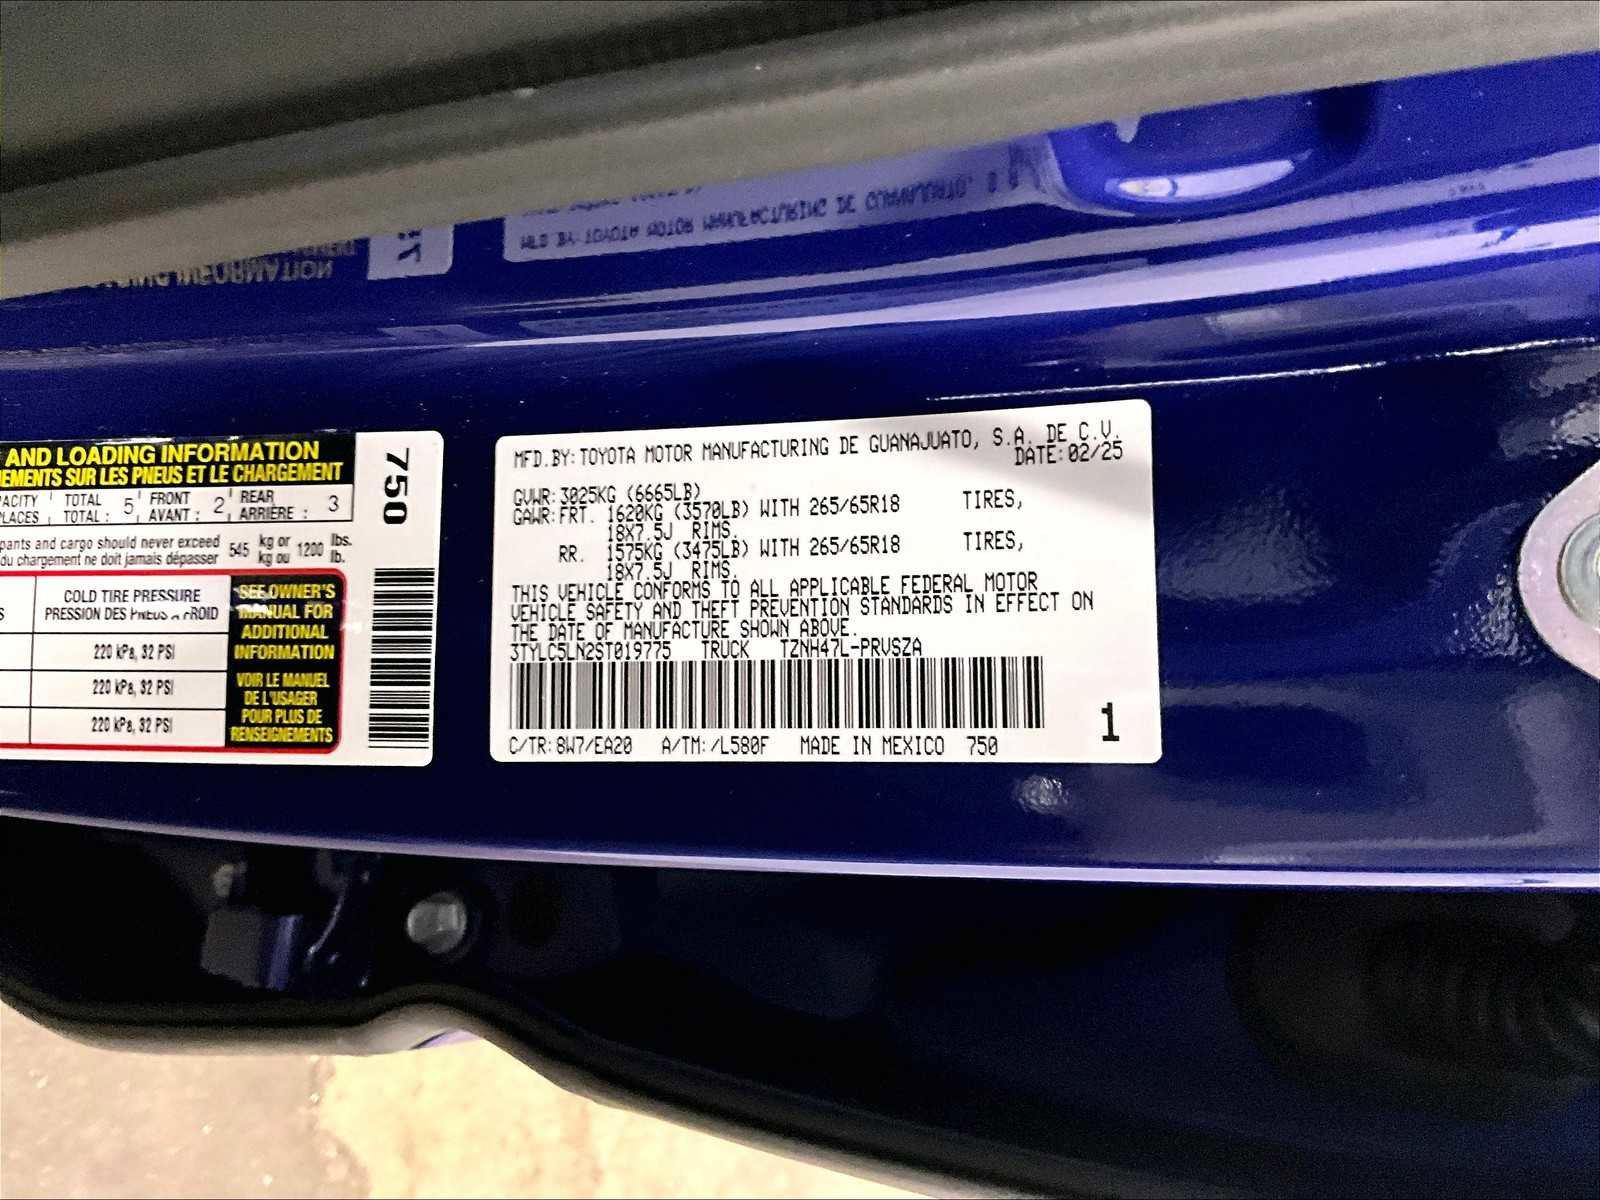 AND LOADING INFORMATION
EMENTS SUR LES PNEUS ET LE CHARGEMENT
ACITY TOTAL 5 FRONT 2 REAR 3
LACES TOTAL : AVANT : ARRIÈRE :
pants and cargo should never exceed 545 kg or 1200 lbs.
du chargement ne doit jamais dépasser kg ou lb.
S
COLD TIRE PRESSURE
PRESSION DES PNEUS À FROID
220 kPa, 32 PSI
220 kPa, 32 PSI
220 kPa, 32 PSI
SEE OWNER'S
MANUAL FOR
ADDITIONAL
INFORMATION
VOIR LE MANUEL
DE L'USAGER
POUR PLUS DE
RENSEIGNEMENTS
750
MFD.BY:TOYOTA MOTOR MANUFACTURING DE GUANAJUATO, S.A. DE C.V.
DATE:02/25
GVWR:3025KG (6665LB)
GAWR:FRT. 1620KG (3570LB) WITH 265/65R18 TIRES,
18X7.5J RIMS.
RR. 1575KG (3475LB) WITH 265/65R18 TIRES,
18X7.5J RIMS.
THIS VEHICLE CONFORMS TO ALL APPLICABLE FEDERAL MOTOR
VEHICLE SAFETY AND THEFT PREVENTION STANDARDS IN EFFECT ON
THE DATE OF MANUFACTURE SHOWN ABOVE.
3TYLC5LN2ST019775 TRUCK TZNH47L-PRVSZA
C/TR:8W7/EA20 A/TM:/L580F MADE IN MEXICO 750
1